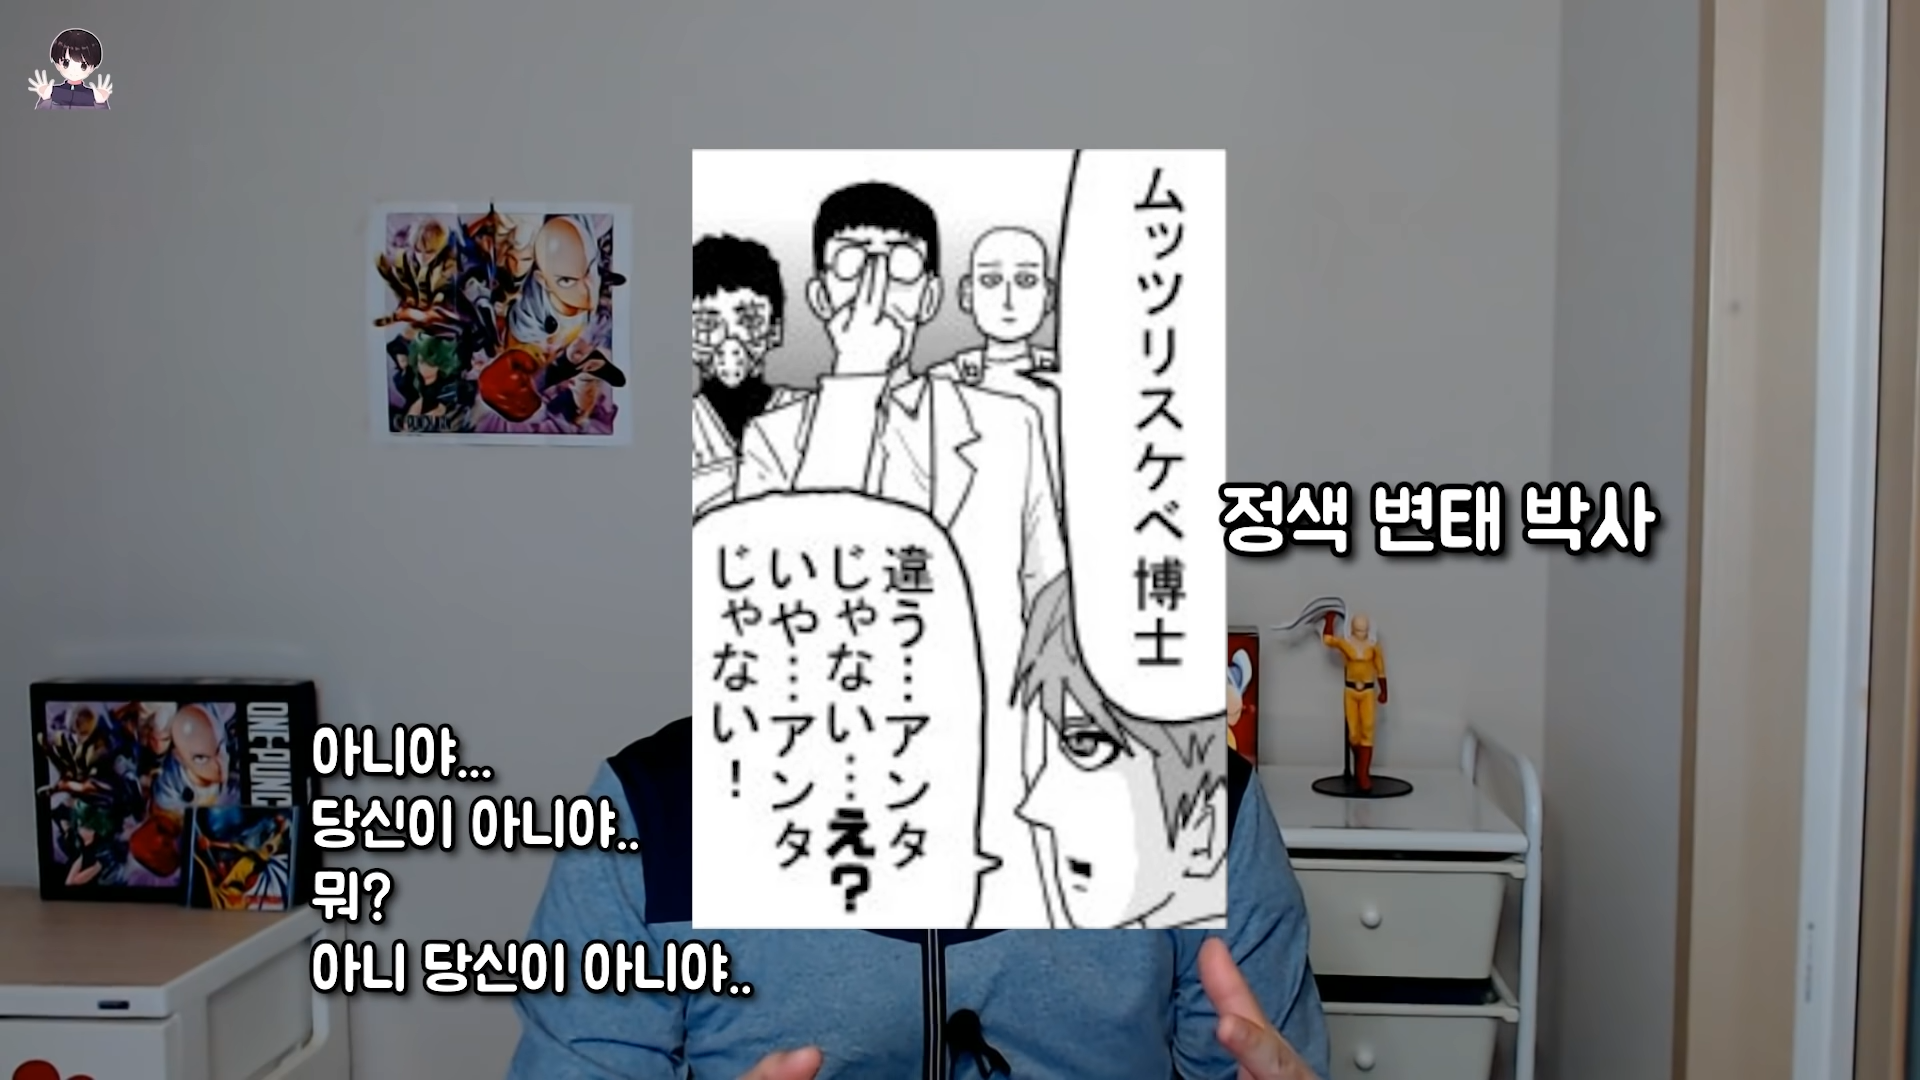 ムッツリスケベ博士
違う…アンタ
じゃない…え?
いや…アンタ
じゃない!
정색 변태 박사
아니야...
당신이 아니야..
뭐?
아니 당신이 아니야..
ONE-PUNC